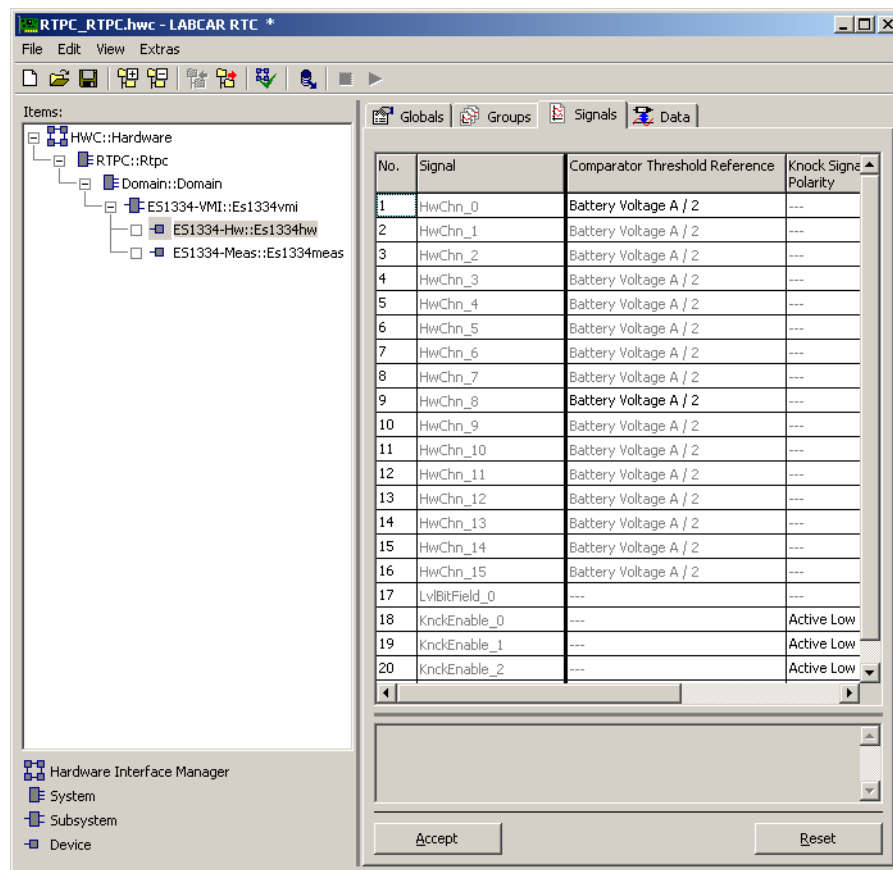 RTPC_RTPC.hwc - LABCAR RTC *
File Edit View Extras
Items:
HWC::Hardware
RTPC::Rtpc
Domain::Domain
ES1334-VMI::Es1334vmi
ES1334-Hw::Es1334hw
ES1334-Meas::Es1334meas
Hardware Interface Manager
System
Subsystem
Device
Globals Groups Signals Data
No. Signal Comparator Threshold Reference Knock Signa
Polarity
1 HwChn_0 Battery Voltage A / 2 ---
2 HwChn_1 Battery Voltage A / 2 ---
3 HwChn_2 Battery Voltage A / 2 ---
4 HwChn_3 Battery Voltage A / 2 ---
5 HwChn_4 Battery Voltage A / 2 ---
6 HwChn_5 Battery Voltage A / 2 ---
7 HwChn_6 Battery Voltage A / 2 ---
8 HwChn_7 Battery Voltage A / 2 ---
9 HwChn_8 Battery Voltage A / 2 ---
10 HwChn_9 Battery Voltage A / 2 ---
11 HwChn_10 Battery Voltage A / 2 ---
12 HwChn_11 Battery Voltage A / 2 ---
13 HwChn_12 Battery Voltage A / 2 ---
14 HwChn_13 Battery Voltage A / 2 ---
15 HwChn_14 Battery Voltage A / 2 ---
16 HwChn_15 Battery Voltage A / 2 ---
17 LvlBitField_0 --- ---
18 KnckEnable_0 --- Active Low
19 KnckEnable_1 --- Active Low
20 KnckEnable_2 --- Active Low
Accept Reset